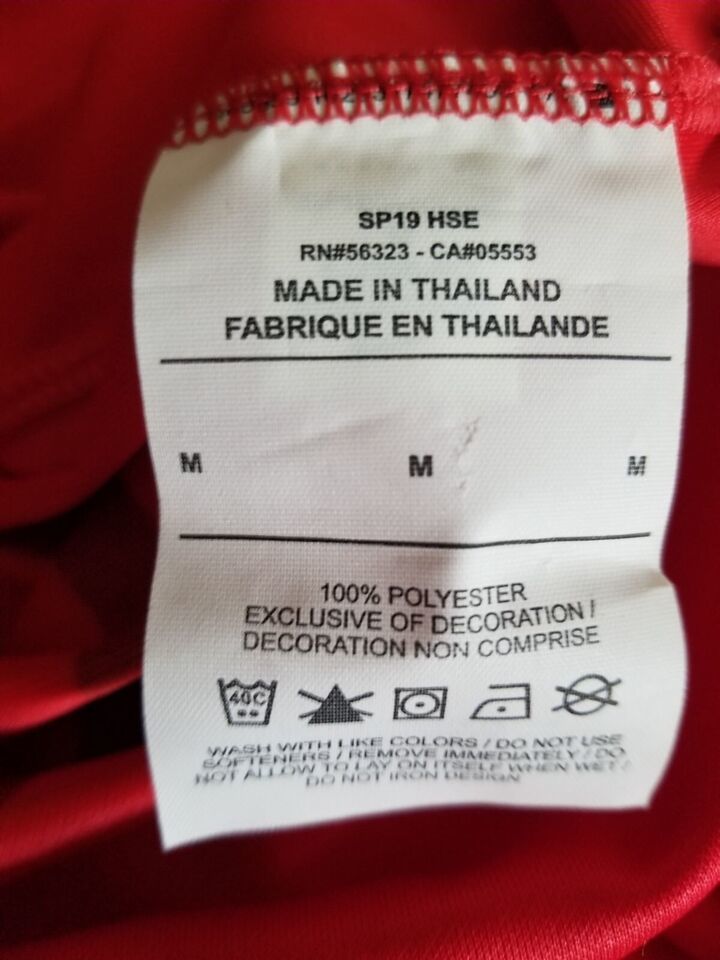 SP19 HSE
RN#56323 - CA#05553
MADE IN THAILAND
FABRIQUE EN THAILANDE
M M M
100% POLYESTER
EXCLUSIVE OF DECORATION /
DECORATION NON COMPRISE
40C
WASH WITH LIKE COLORS / DO NOT USE
SOFTENERS / REMOVE IMMEDIATELY / DO
NOT ALLOW TO LAY ON ITSELF WHEN WET /
DO NOT IRON DESIGN